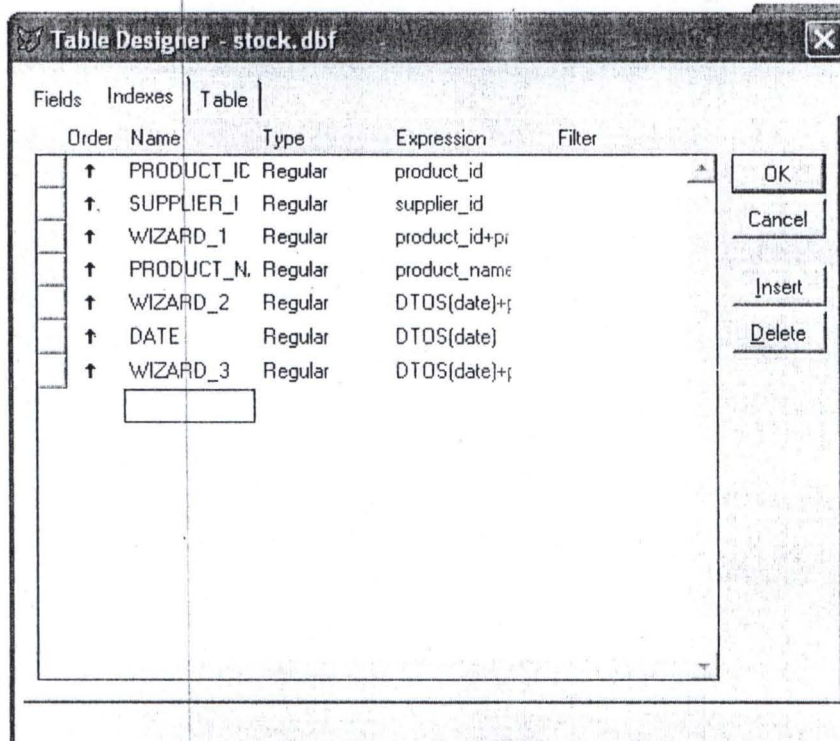 Table Designer - stock.dbf
Fields Indexes Table
Order Name Type Expression Filter
PRODUCT_ID Regular product_id
SUPPLIER_I Regular supplier_id
WIZARD_1 Regular product_id+pr
PRODUCT_N. Regular product_name
WIZARD_2 Regular DTOS(date)+p
DATE Regular DTOS(date)
WIZARD_3 Regular DTOS(date)+p
OK
Cancel
Insert
Delete